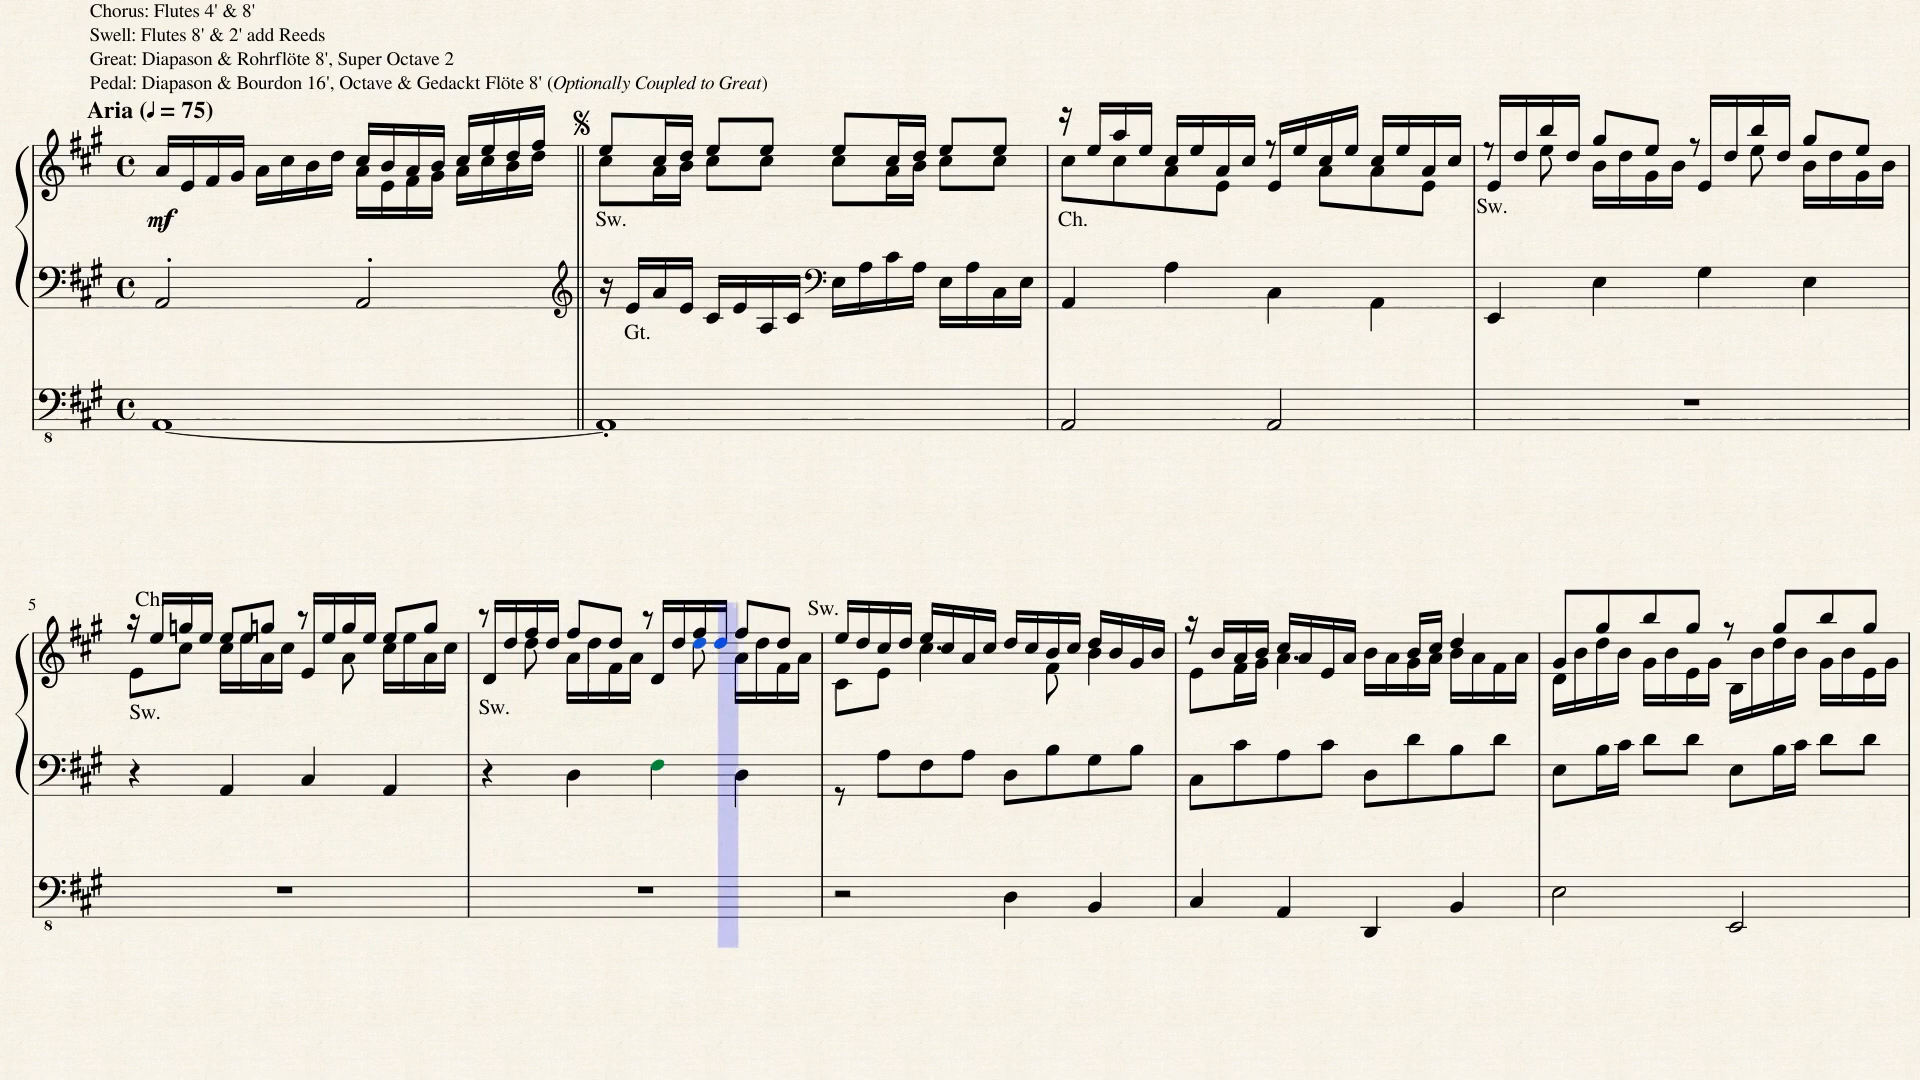 Chorus: Flutes 4' & 8'
Swell: Flutes 8' & 2' add Reeds
Great: Diapason & Rohrflöte 8', Super Octave 2
Pedal: Diapason & Bourdon 16', Octave & Gedackt Flöte 8' (Optionally Coupled to Great)
Aria (♩ = 75)
mf
Sw.
Ch.
Sw.
Gt.
8
5
Ch.
Sw.
Sw.
Sw.
8